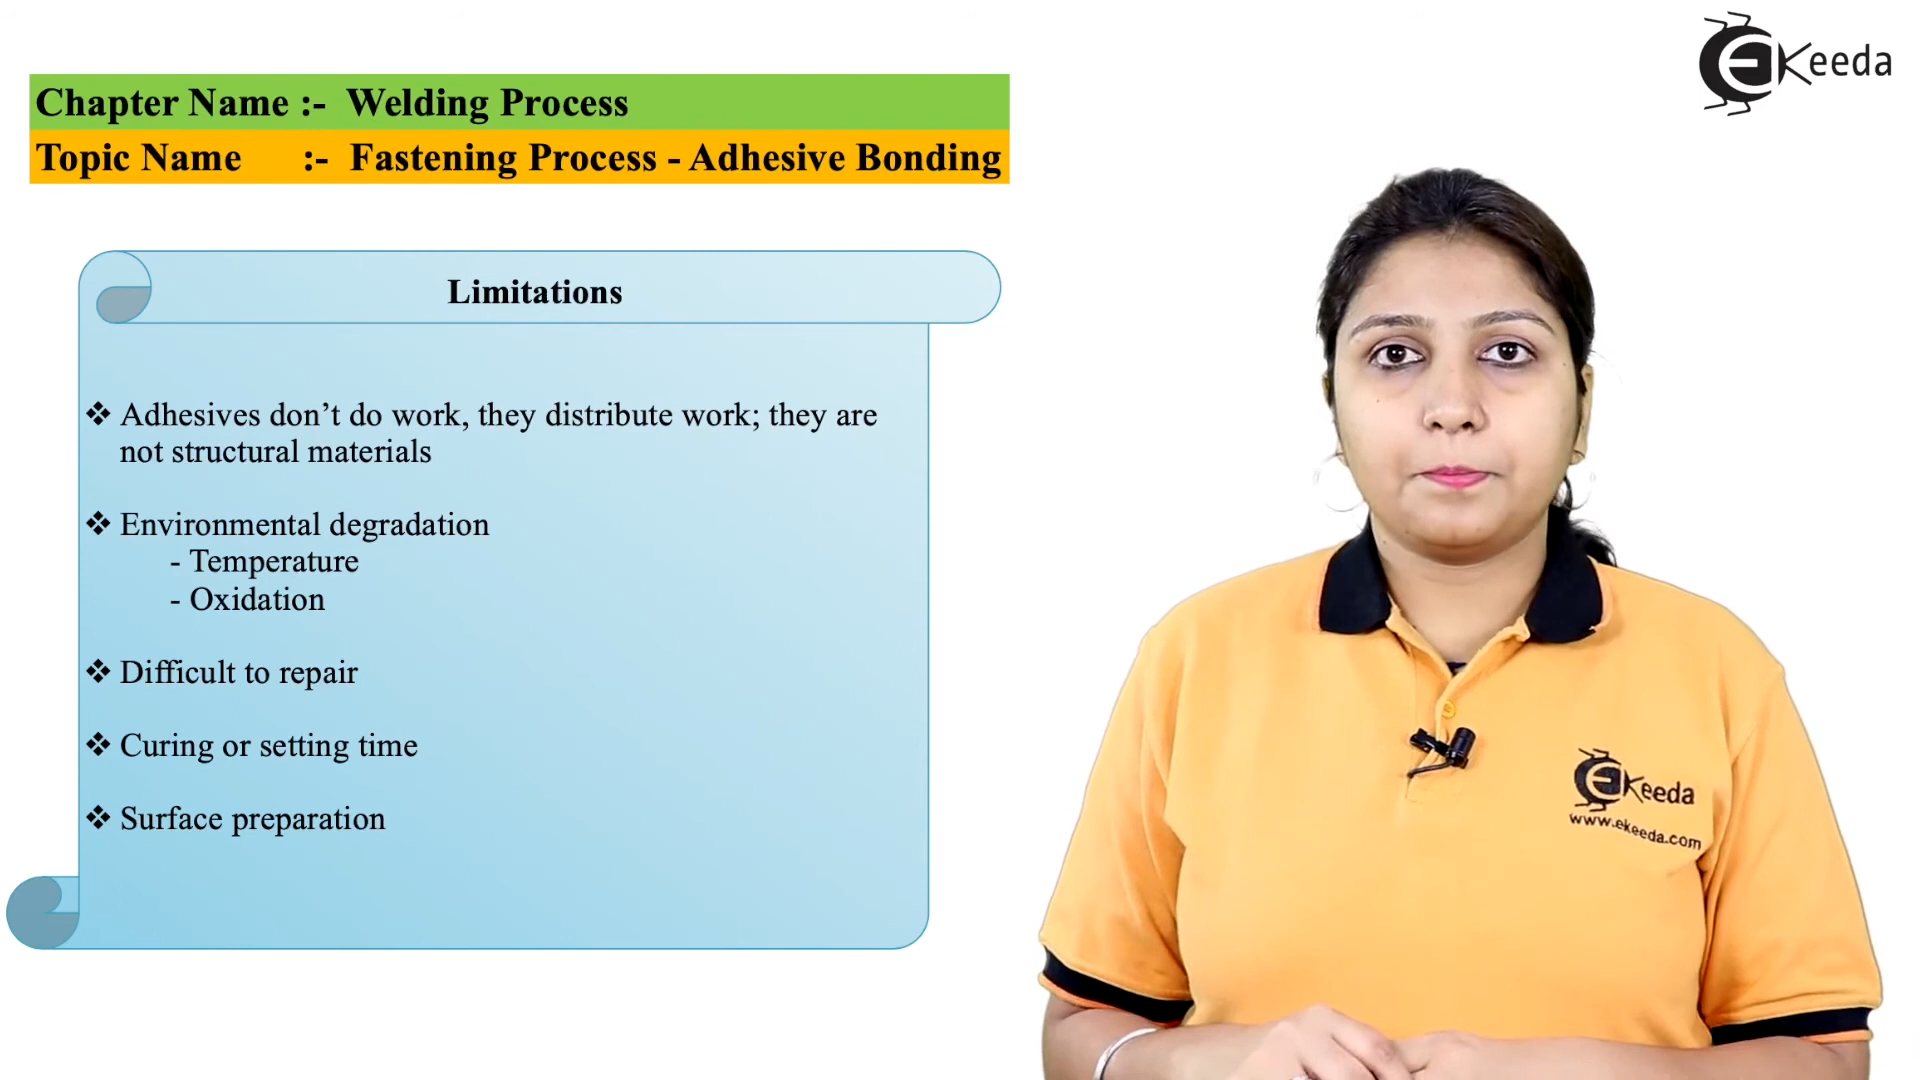 Keeda
Chapter Name :- Welding Process
Topic Name :- Fastening Process - Adhesive Bonding
Limitations
❖ Adhesives don’t do work, they distribute work; they are
not structural materials
❖ Environmental degradation
- Temperature
- Oxidation
❖ Difficult to repair
❖ Curing or setting time
❖ Surface preparation
Keeda
www.ekeeda.com